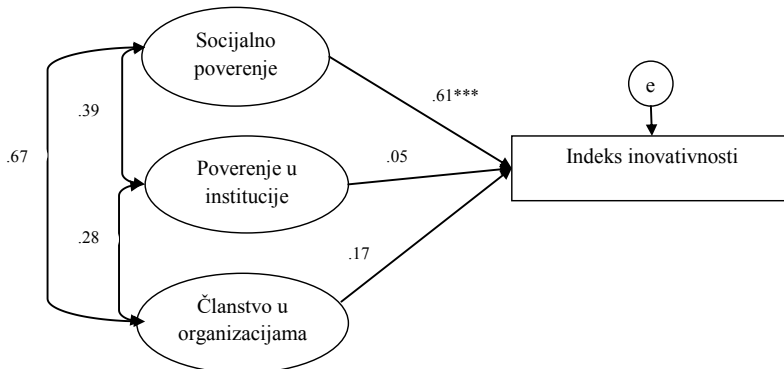 Socijalno
poverenje
.61***
e
.39
Indeks inovativnosti
.67
Poverenje u
institucije
.05
.28
.17
Članstvo u
organizacijama